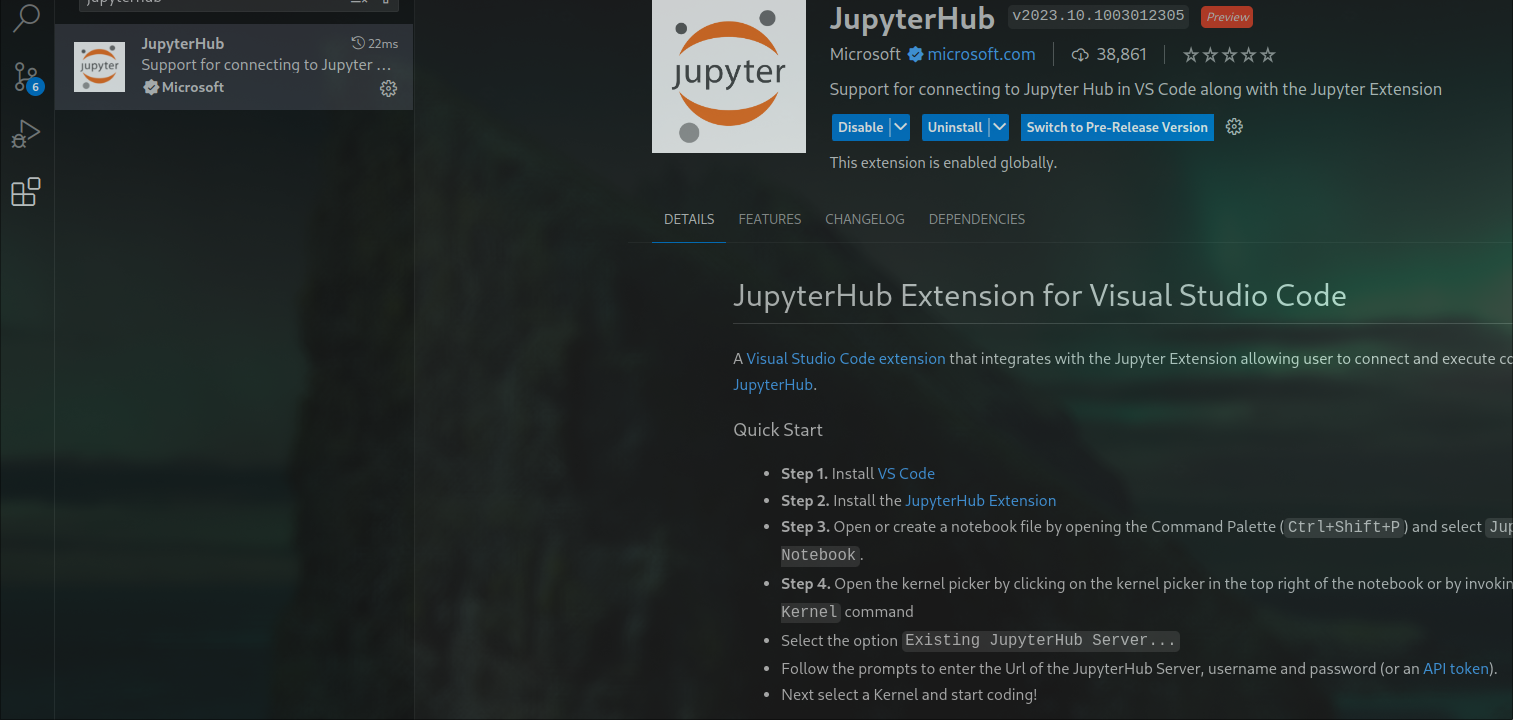 jupyterhub
JupyterHub 22ms
Support for connecting to Jupyter …
Microsoft
6
jupyter
jupyter
JupyterHub v2023.10.1003012305 Preview
Microsoft microsoft.com 38,861
Support for connecting to Jupyter Hub in VS Code along with the Jupyter Extension
Disable Uninstall Switch to Pre-Release Version
This extension is enabled globally.
DETAILS FEATURES CHANGELOG DEPENDENCIES
JupyterHub Extension for Visual Studio Code
A Visual Studio Code extension that integrates with the Jupyter Extension allowing user to connect and execute
JupyterHub.
Quick Start
• Step 1. Install VS Code
• Step 2. Install the JupyterHub Extension
• Step 3. Open or create a notebook file by opening the Command Palette (Ctrl+Shift+P) and select
Notebook.
• Step 4. Open the kernel picker by clicking on the kernel picker in the top right of the notebook or by
Kernel command
• Select the option Existing JupyterHub Server...
• Follow the prompts to enter the Url of the JupyterHub Server, username and password (or an API token).
• Next select a Kernel and start coding!